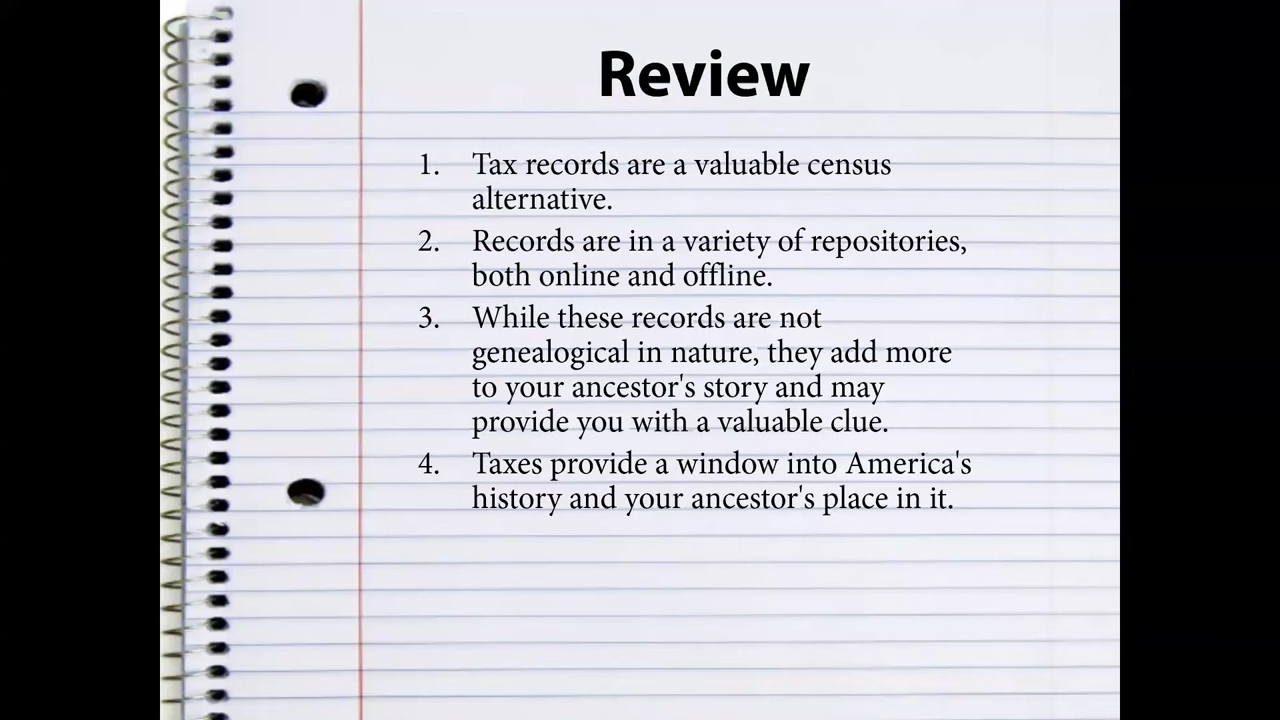 Review
1. Tax records are a valuable census
alternative.
2. Records are in a variety of repositories,
both online and offline.
3. While these records are not
genealogical in nature, they add more
to your ancestor's story and may
provide you with a valuable clue.
4. Taxes provide a window into America's
history and your ancestor's place in it.